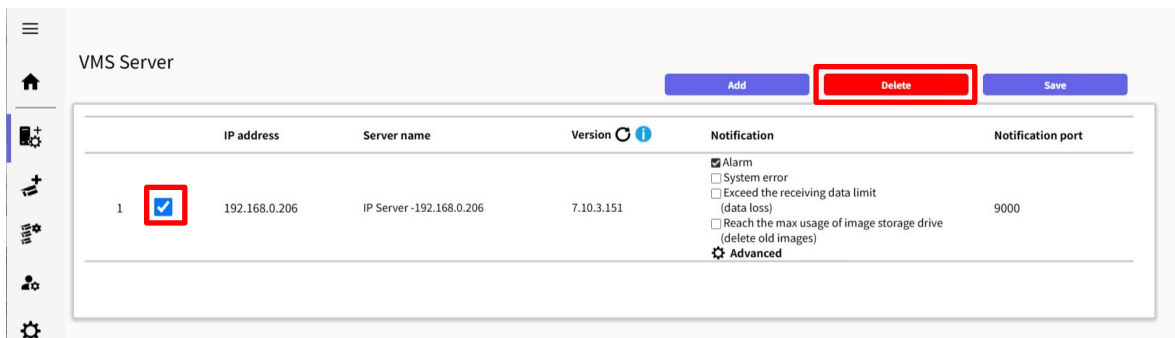 VMS Server
Add Delete Save
IP address Server name Version Notification Notification port
1 192.168.0.206 IP Server -192.168.0.206 7.10.3.151 9000
Alarm
System error
Exceed the receiving data limit
(data loss)
Reach the max usage of image storage drive
(delete old images)
Advanced